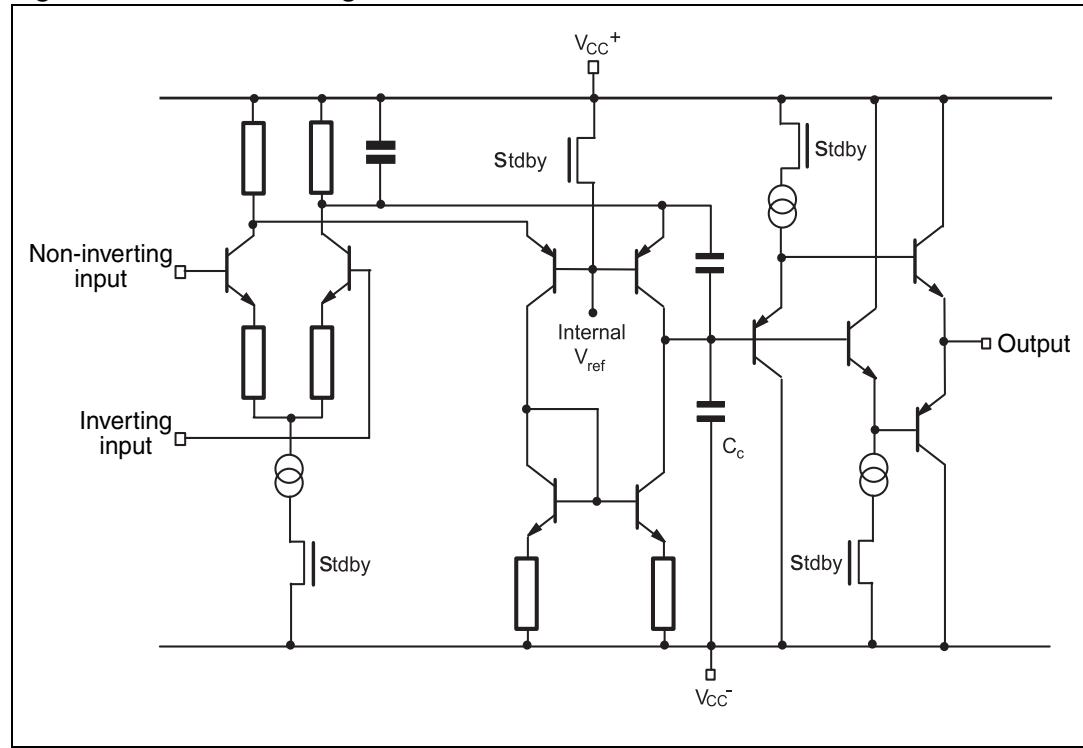 VCC+
Stdby
Stdby
Non-inverting
input
Internal
Vref
Output
Inverting
input
Cc
Stdby
Stdby
VCC-